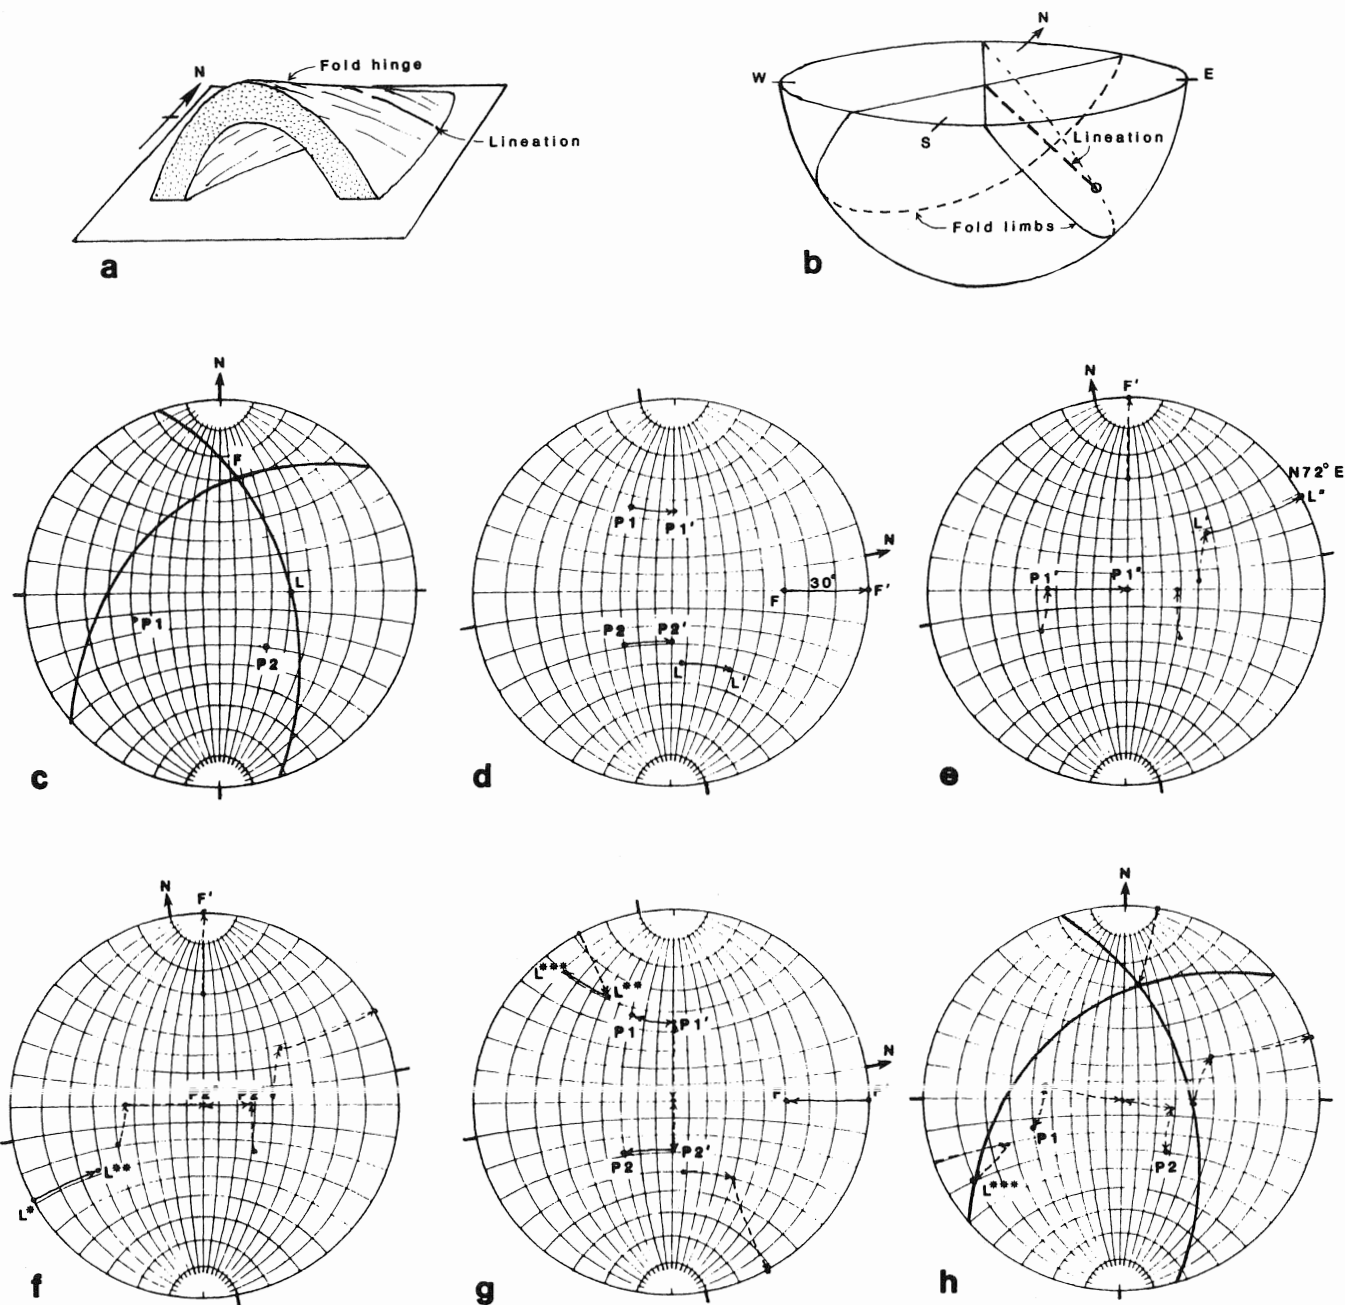 N
Fold hinge
Lineation
a
N
W
E
S
Lineation
Fold limbs
b
N
F
L
P1
P2
c
P1
P1'
N
30°
F
F'
P2
P2'
L
L'
d
N
F'
N72°E
L"
L'
P1'
P1"
e
N
F'
L**
L*
f
L***
L**
P1
P1'
N
P2
P2'
g
N
P1
P2
L***
h